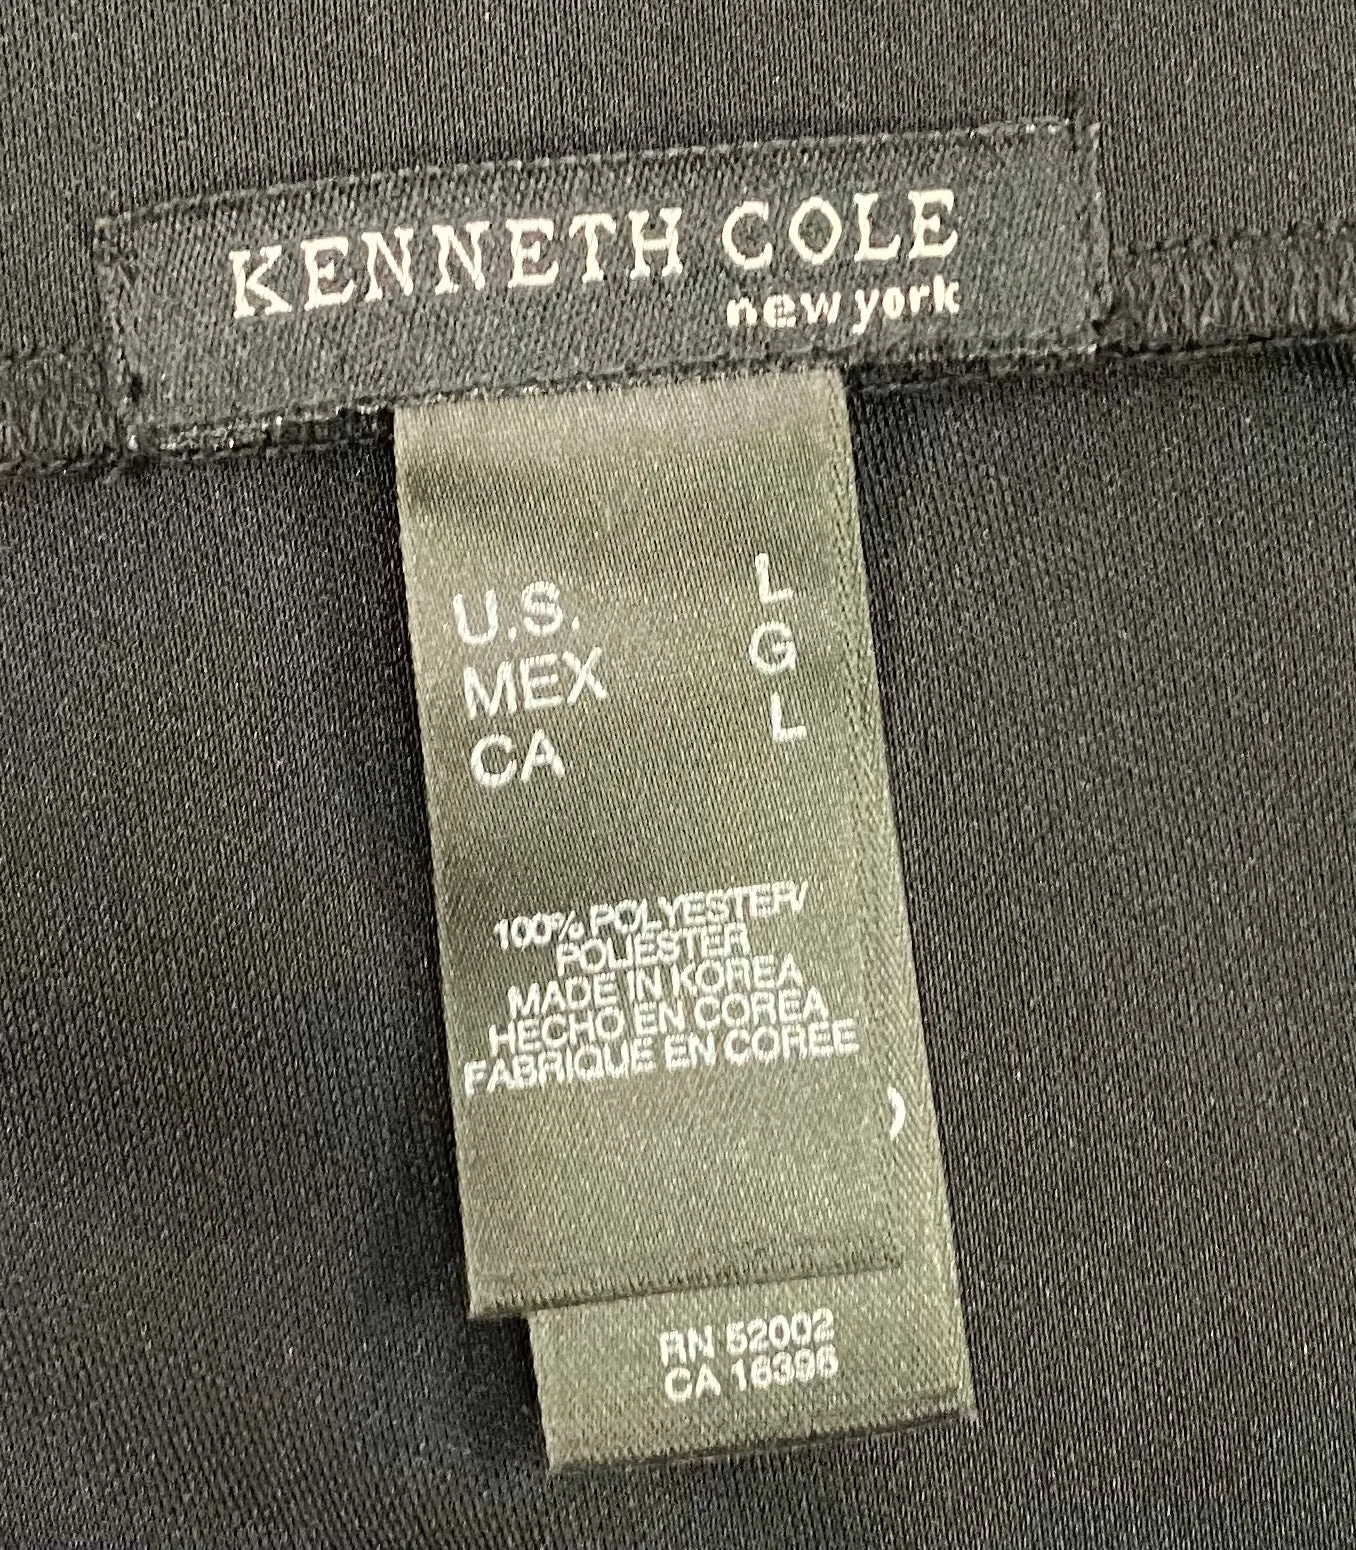 KENNETH COLE
new york
U.S. L
MEX G
CA L
100% POLYESTER/
POLIESTER
MADE IN KOREA
HECHO EN COREA
FABRIQUE EN COREE
)
RN 52002
CA 16396